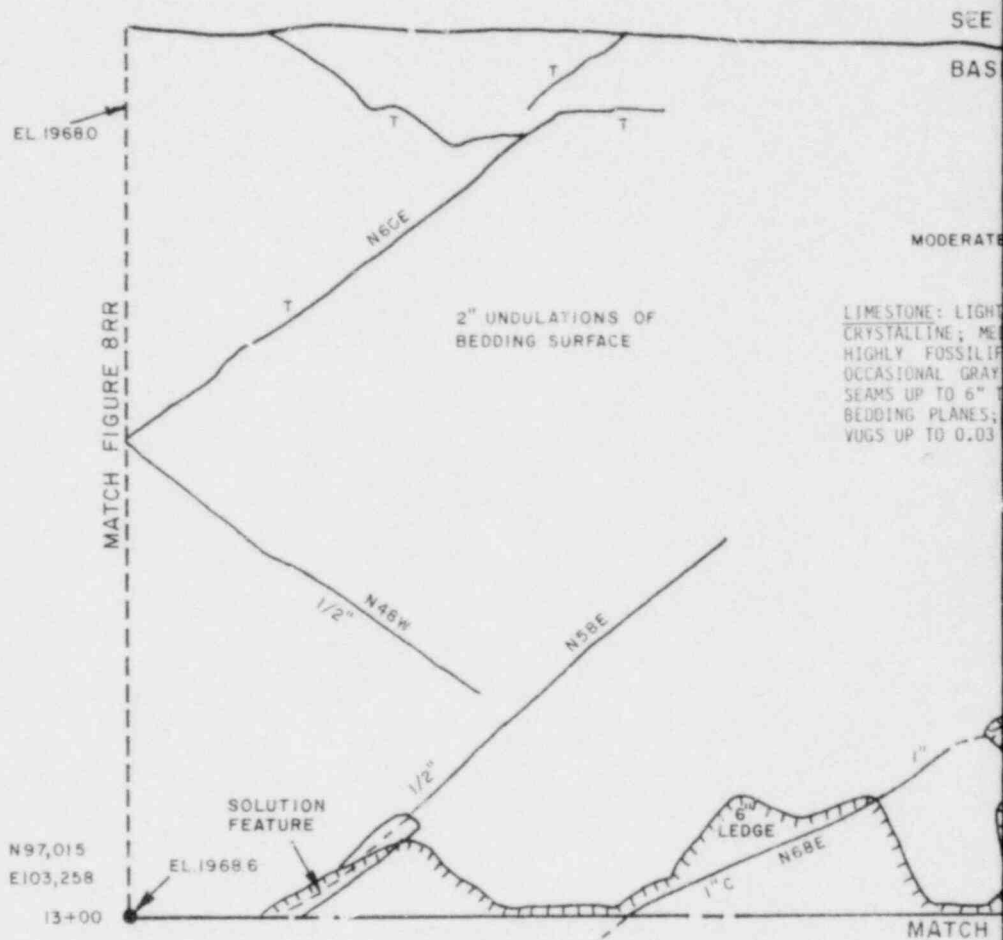 SEE
BAS
T
EL.1968.0
T
T
N60E
MODERATE
T
2" UNDULATIONS OF
BEDDING SURFACE
LIMESTONE: LIGHT
CRYSTALLINE; MED
HIGHLY FOSSILIF
OCCASIONAL GRAY
SEAMS UP TO 6" T
BEDDING PLANES;
VUGS UP TO 0.03
MATCH FIGURE 8RR
1/2"
N48W
N58E
1/2"
1"
SOLUTION
FEATURE
6"
LEDGE
N97,015
E103,258
EL.1968.6
N68E
1" C
13+00
MATCH